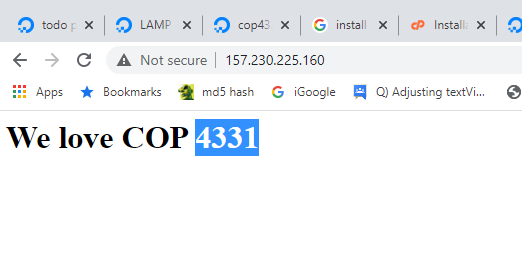 todo p
LAMP
cop43
install
Installa
Not secure
157.230.225.160
Apps
Bookmarks
md5 hash
iGoogle
Q) Adjusting textVi...
We love COP 4331